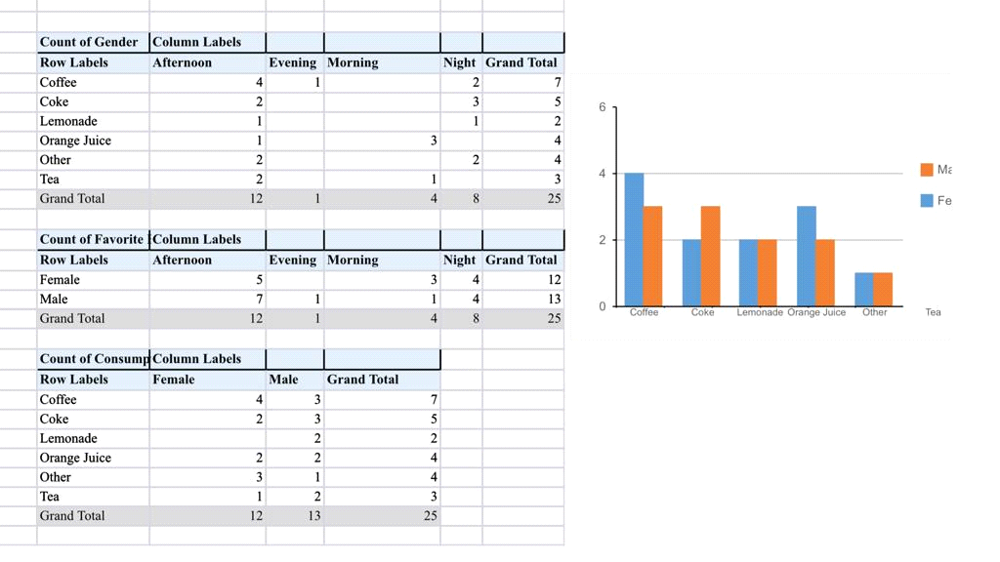 Count of Gender Column Labels
Row Labels Afternoon Evening Morning Night Grand Total
Coffee 4 1 2 7
Coke 2 3 5
Lemonade 1 1 2
Orange Juice 1 3 4
Other 2 2 4
Tea 2 1 3
Grand Total 12 1 4 8 25
Count of Favorite Column Labels
Row Labels Afternoon Evening Morning Night Grand Total
Female 5 3 4 12
Male 7 1 1 4 13
Grand Total 12 1 4 8 25
Count of Consump Column Labels
Row Labels Female Male Grand Total
Coffee 4 3 7
Coke 2 3 5
Lemonade 2 2
Orange Juice 2 2 4
Other 3 1 4
Tea 1 2 3
Grand Total 12 13 25
6
4
2
0
Coffee Coke Lemonade Orange Juice Other Tea
Ma
Fe